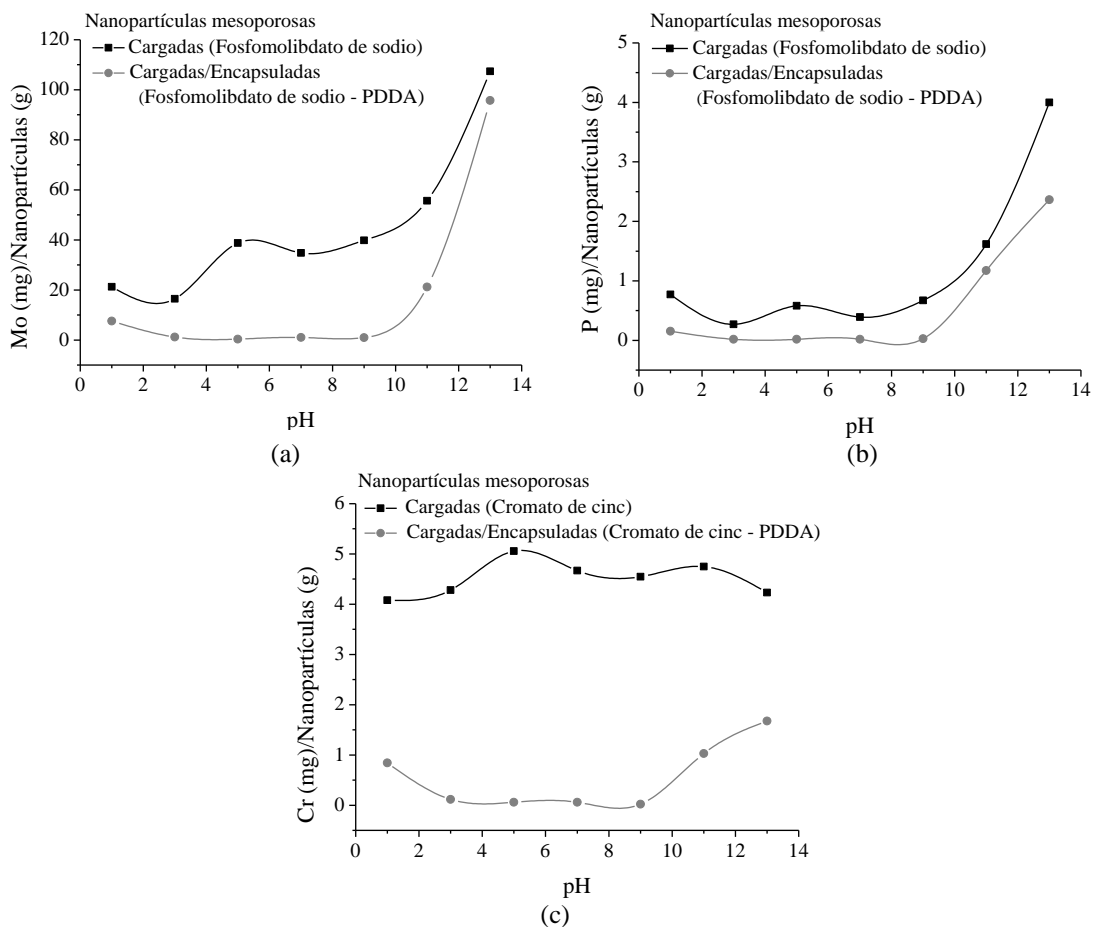 Nanopartículas mesoporosas
Cargadas (Fosfomolibdato de sodio)
Cargadas/Encapsuladas
(Fosfomolibdato de sodio - PDDA)
Mo (mg)/Nanopartículas (g)
120
100
80
60
40
20
0
0 2 4 6 8 10 12 14
pH
(a)
Nanopartículas mesoporosas
Cargadas (Fosfomolibdato de sodio)
Cargadas/Encapsuladas
(Fosfomolibdato de sodio - PDDA)
P (mg)/Nanopartículas (g)
5
4
3
2
1
0
0 2 4 6 8 10 12 14
pH
(b)
Nanopartículas mesoporosas
Cargadas (Cromato de cinc)
Cargadas/Encapsuladas (Cromato de cinc - PDDA)
Cr (mg)/Nanopartículas (g)
6
5
4
3
2
1
0
0 2 4 6 8 10 12 14
pH
(c)